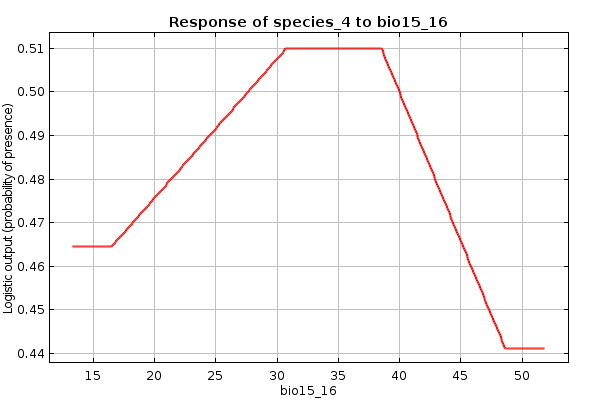 Response of species_4 to bio15_16
Logistic output (probability of presence)
0.51
0.50
0.49
0.48
0.47
0.46
0.45
0.44
15 20 25 30 35 40 45 50
bio15_16